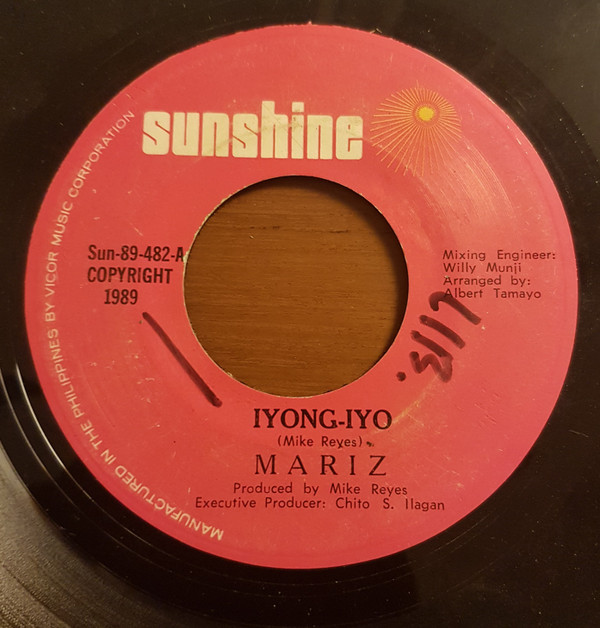 sunshine
MANUFACTURED IN THE PHILIPPINES BY VICOR MUSIC CORPORATION
Sun-89-482-A
COPYRIGHT
1989
Mixing Engineer:
Willy Munji
Arranged by:
Albert Tamayo
IYONG-IYO
(Mike Reyes)
MARIZ
Produced by Mike Reyes
Executive Producer: Chito S. Ilagan